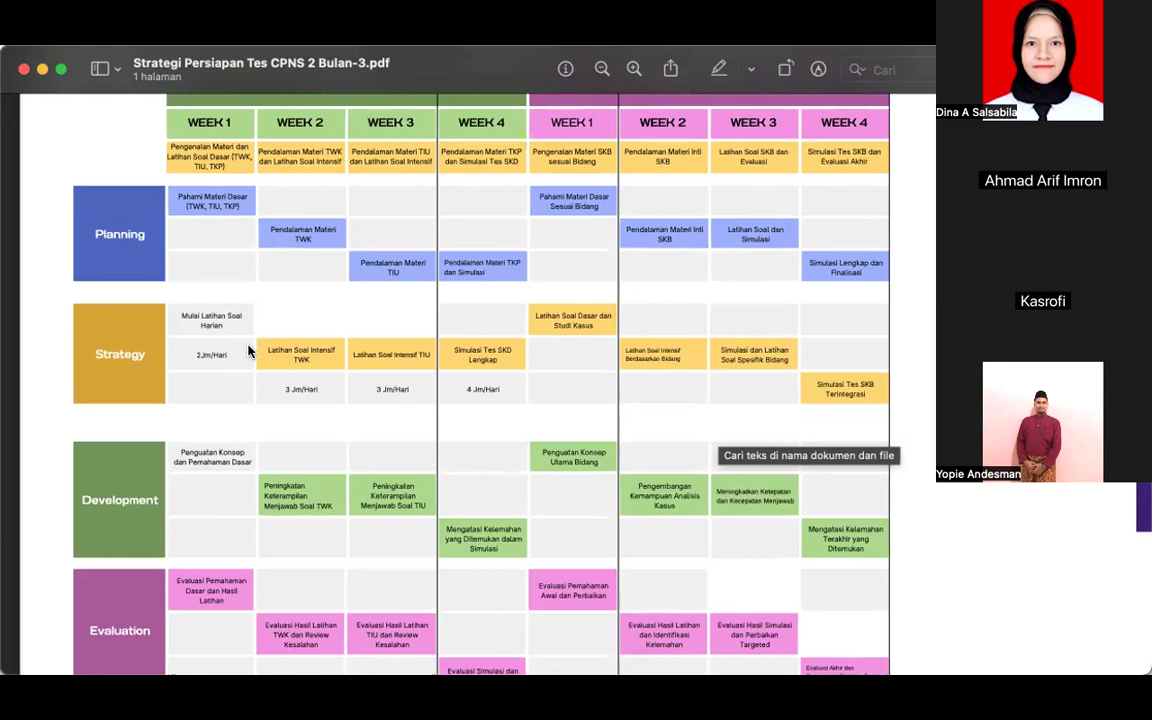 Strategi Persiapan Tes CPNS 2 Bulan-3.pdf
1 halaman
Cari
WEEK 1
WEEK 2
WEEK 3
WEEK 4
WEEK 1
WEEK 2
WEEK 3
WEEK 4
Pengenalan Materi dan
Latihan Soal Dasar (TWK,
TIU, TKP)
Pendalaman Materi TWK
dan Latihan Soal Intensif
Pendalaman Materi TIU
dan Latihan Soal Intensif
Pendalaman Materi TKP
dan Simulasi Tes SKD
Pengenalan Materi SKB
sesuai Bidang
Pendalaman Materi Inti
SKB
Latihan Soal SKB dan
Evaluasi
Simulasi Tes SKB dan
Evaluasi Akhir
Planning
Pahami Materi Dasar
(TWK, TIU, TKP)
Pahami Materi Dasar
Sesuai Bidang
Pendalaman Materi
TWK
Pendalaman Materi Inti
SKB
Latihan Soal dan
Simulasi
Pendalaman Materi
TIU
Pendalaman Materi TKP
dan Simulasi
Simulasi Lengkap dan
Finalisasi
Strategy
Mulai Latihan Soal
Harian
Latihan Soal Dasar dan
Studi Kasus
2Jm/Hari
Latihan Soal Intensif
TWK
Latihan Soal Intensif TIU
Simulasi Tes SKD
Lengkap
Latihan Soal Intensif
Berdasarkan Bidang
Simulasi dan Latihan
Soal Spesifik Bidang
3 Jm/Hari
3 Jm/Hari
4 Jm/Hari
Simulasi Tes SKB
Terintegrasi
Development
Penguatan Konsep
dan Pemahaman Dasar
Penguatan Konsep
Utama Bidang
Cari teks di nama dokumen dan file
Peningkatan
Keterampilan
Menjawab Soal TWK
Peningkatan
Keterampilan
Menjawab Soal TIU
Pengembangan
Kemampuan Analisis
Kasus
Meningkatkan Ketepatan
dan Kecepatan Menjawab
Mengatasi Kelemahan
yang Ditemukan dalam
Simulasi
Mengatasi Kelemahan
Terakhir yang
Ditemukan
Evaluation
Evaluasi Pemahaman
Dasar dan Hasil
Latihan
Evaluasi Pemahaman
Awal dan Perbaikan
Evaluasi Hasil Latihan
TWK dan Review
Kesalahan
Evaluasi Hasil Latihan
TIU dan Review
Kesalahan
Evaluasi Hasil Latihan
dan Identifikasi
Kelemahan
Evaluasi Hasil Simulasi
dan Perbaikan
Targeted
Evaluasi Simulasi dan
Evaluasi Akhir dan
Dina A Salsabila
Ahmad Arif Imron
Kasrofi
Yopie Andesman